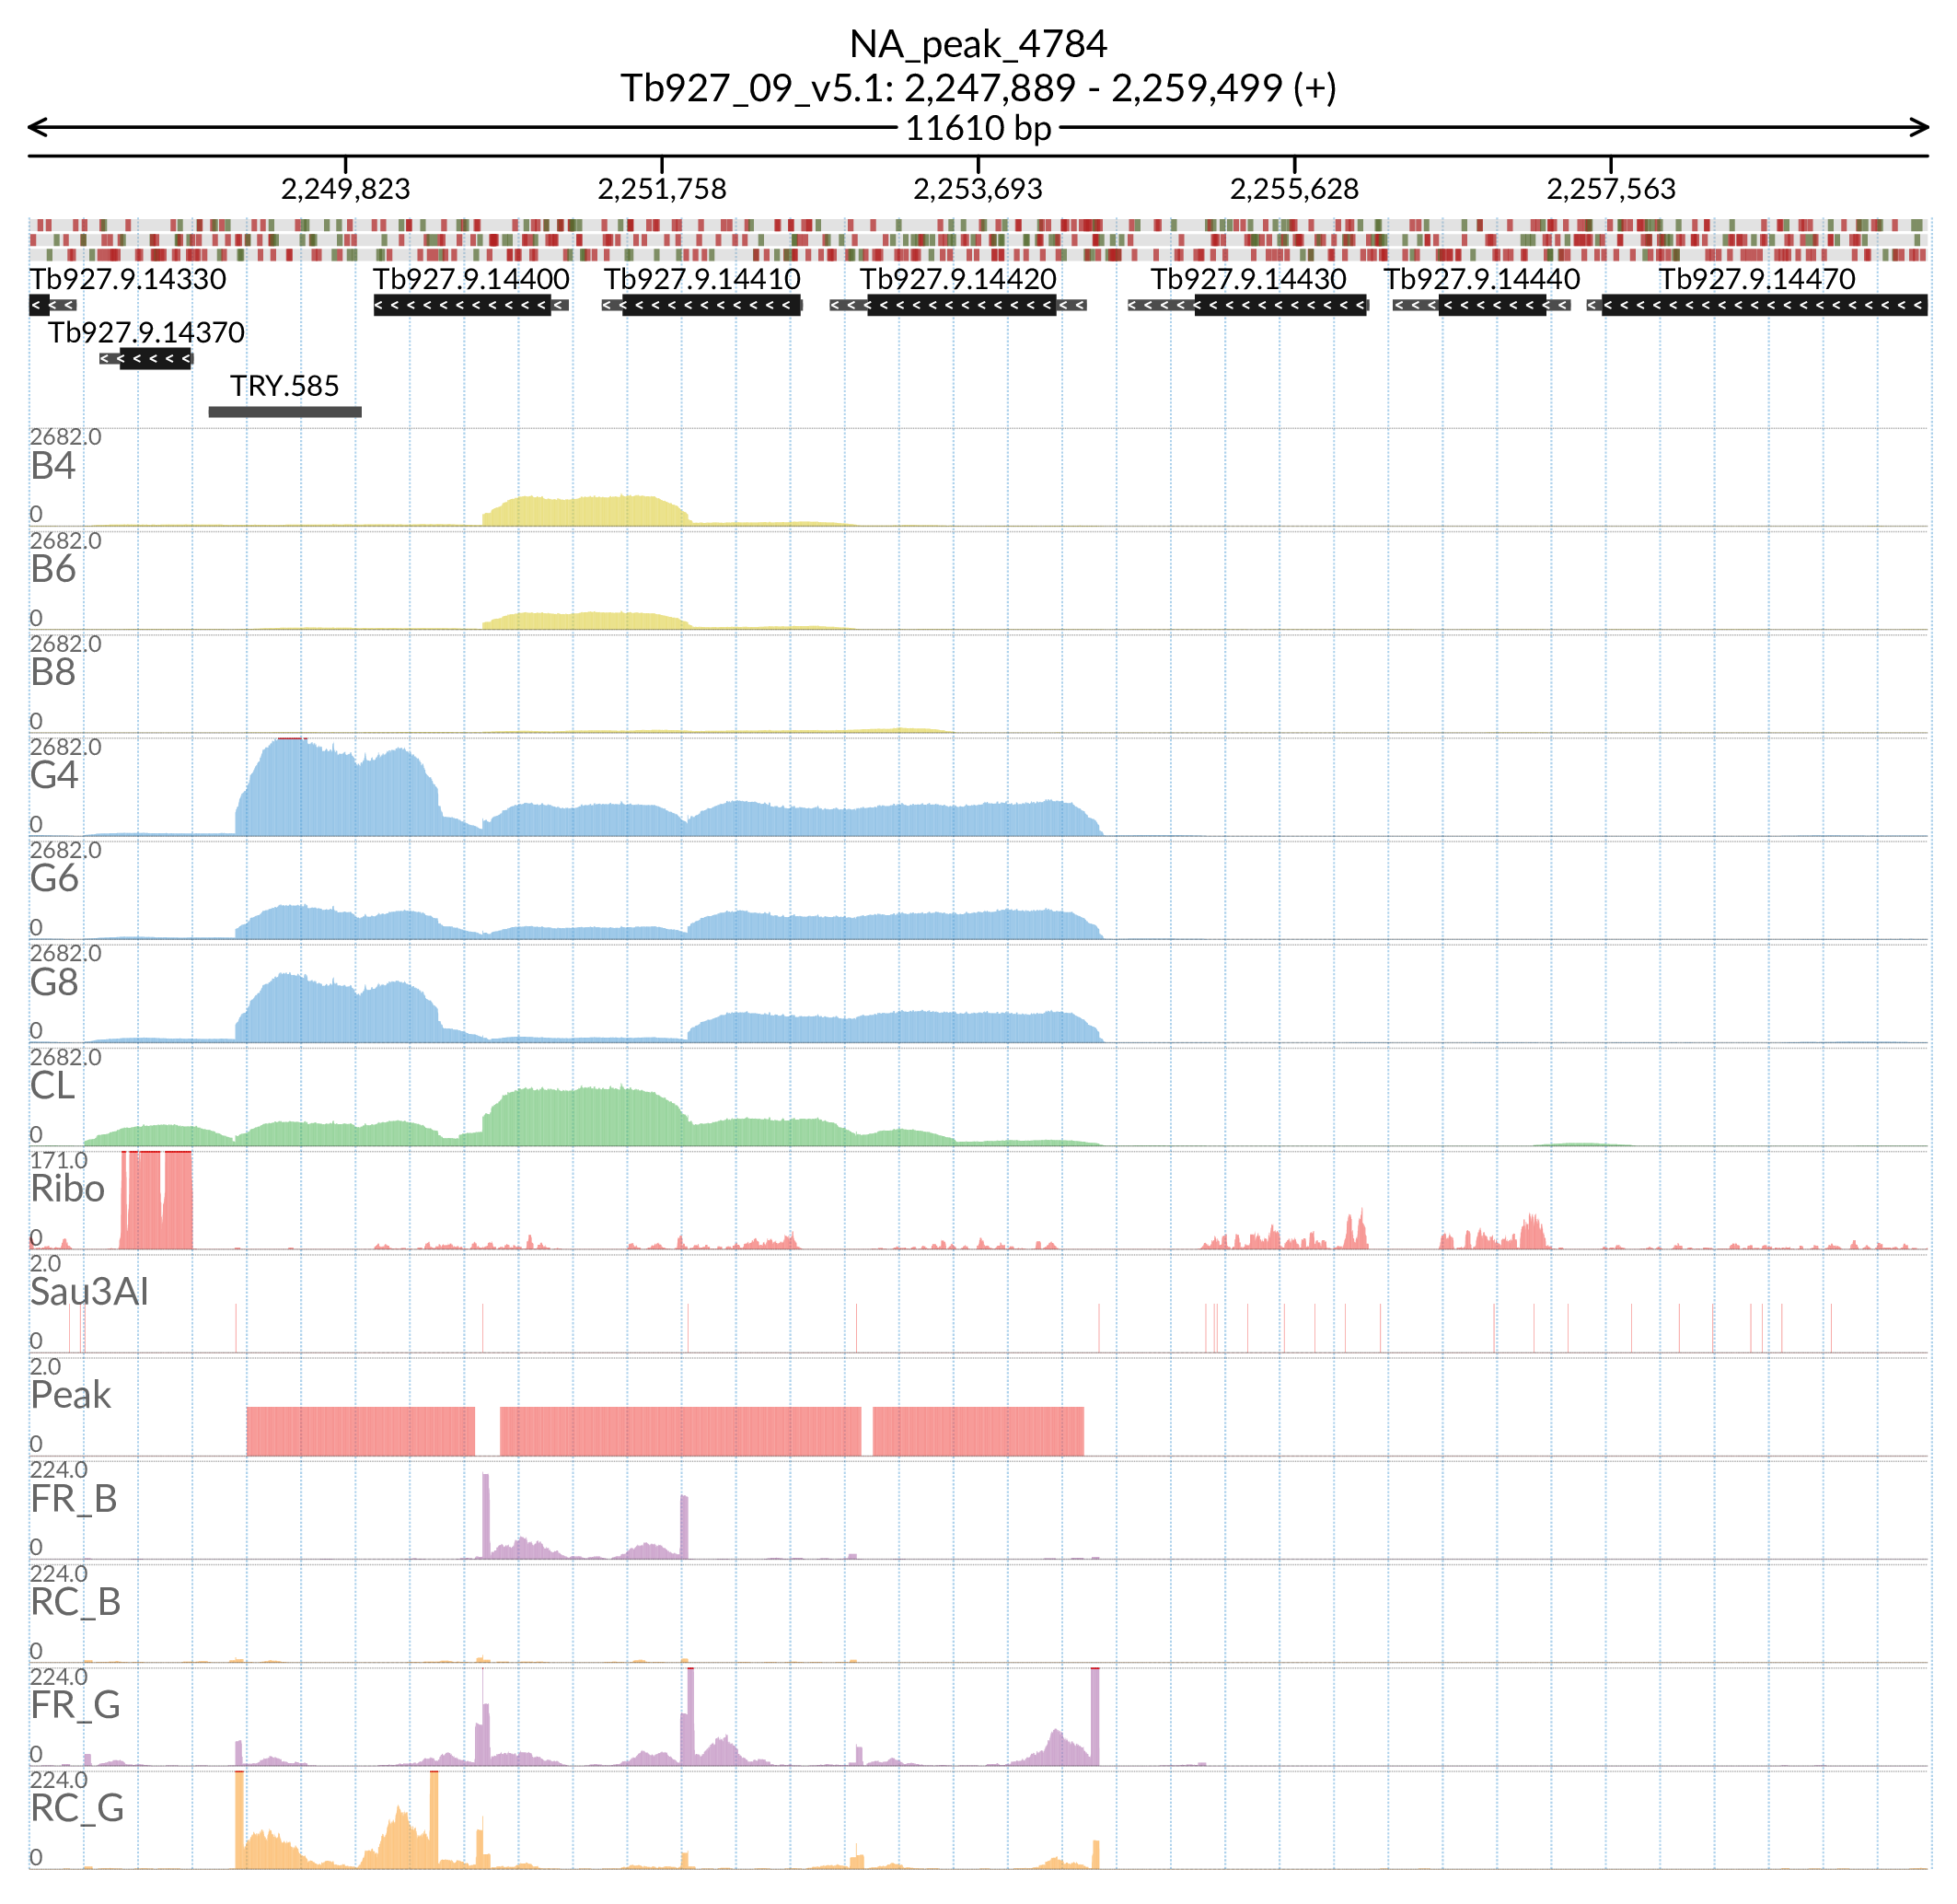 NA_peak_4784
Tb927_09_v5.1: 2,247,889 - 2,259,499 (+)
11610 bp
2,249,823 2,251,758 2,253,693 2,255,628 2,257,563
Tb927.9.14330 Tb927.9.14400 Tb927.9.14410 Tb927.9.14420 Tb927.9.14430 Tb927.9.14440 Tb927.9.14470
Tb927.9.14370
TRY.585
2682.0
B4
0
2682.0
B6
0
2682.0
B8
0
2682.0
G4
0
2682.0
G6
0
2682.0
G8
0
2682.0
CL
0
171.0
Ribo
0
2.0
Sau3AI
0
2.0
Peak
0
224.0
FR_B
0
224.0
RC_B
0
224.0
FR_G
0
224.0
RC_G
0